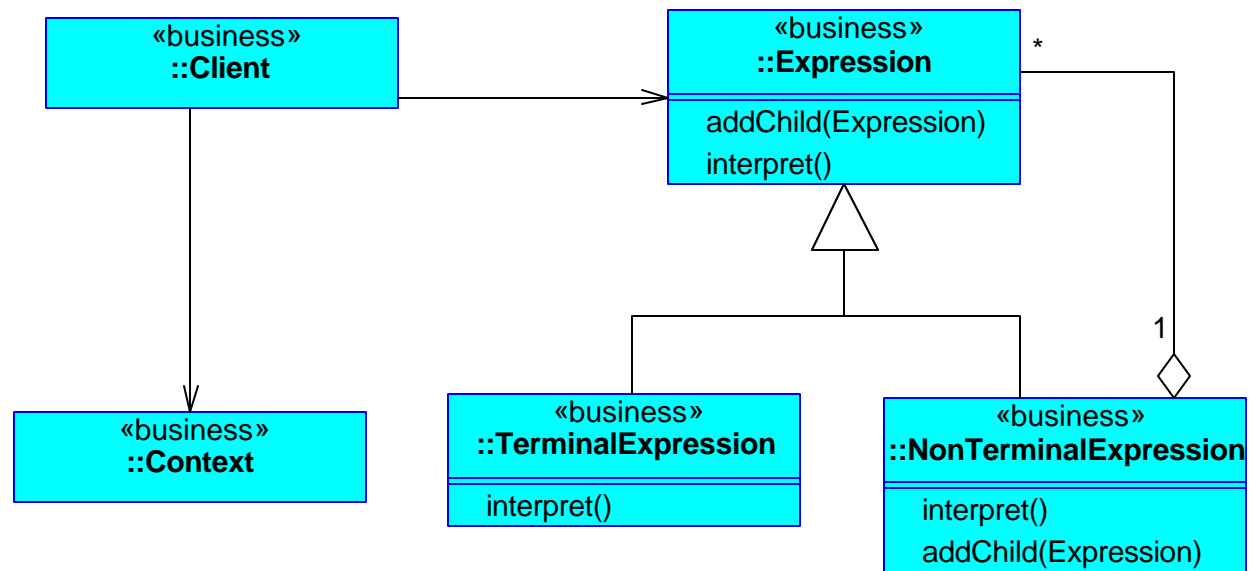 «business»
::Client
«business»
::Expression
*
addChild(Expression)
interpret()
1
«business»
::Context
«business»
::TerminalExpression
interpret()
«business»
::NonTerminalExpression
interpret()
addChild(Expression)